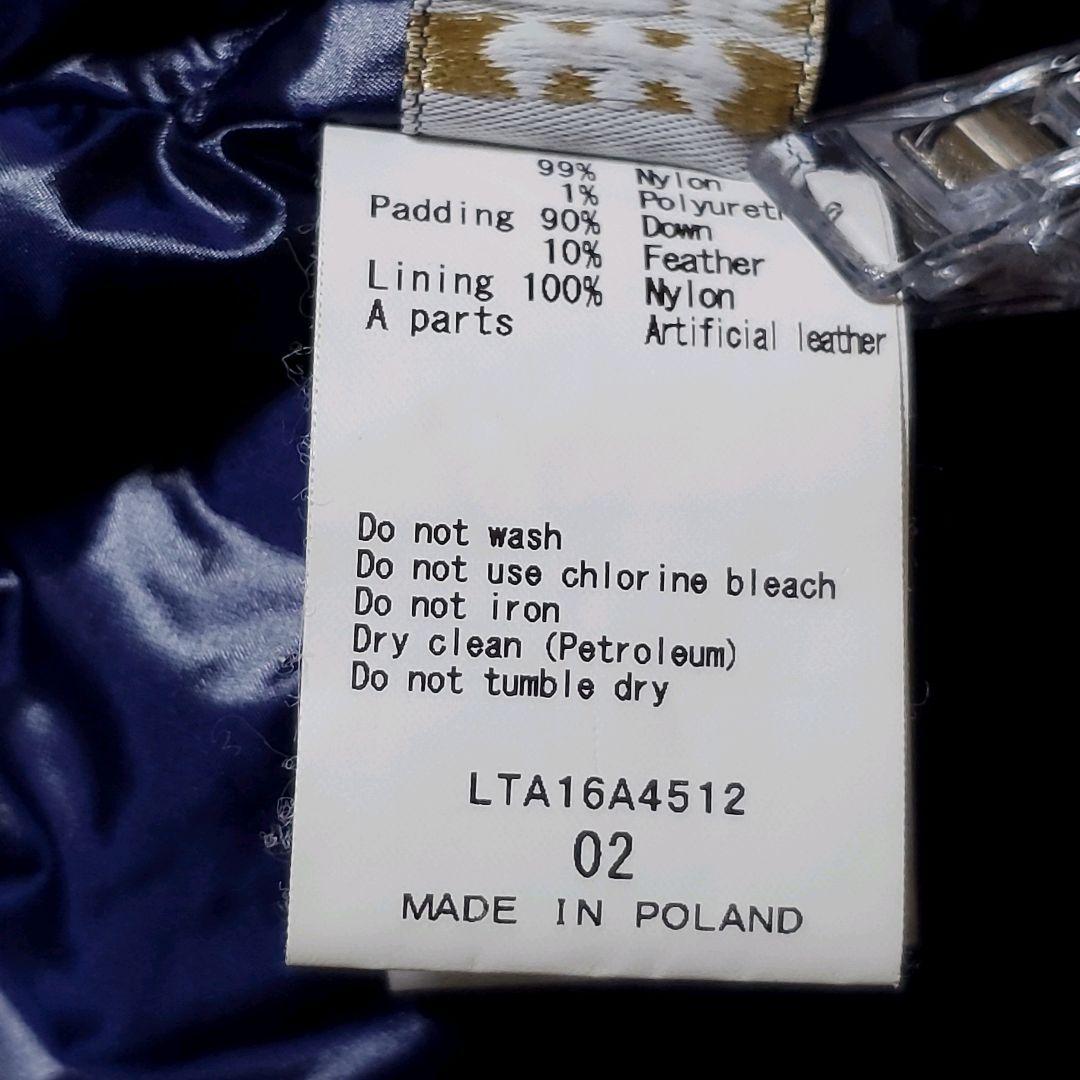 99% Nylon
1% Polyuret
Padding 90% Down
10% Feather
Lining 100% Nylon
A parts Artificial leather
Do not wash
Do not use chlorine bleach
Do not iron
Dry clean (Petroleum)
Do not tumble dry
LTA16A4512
02
MADE IN POLAND